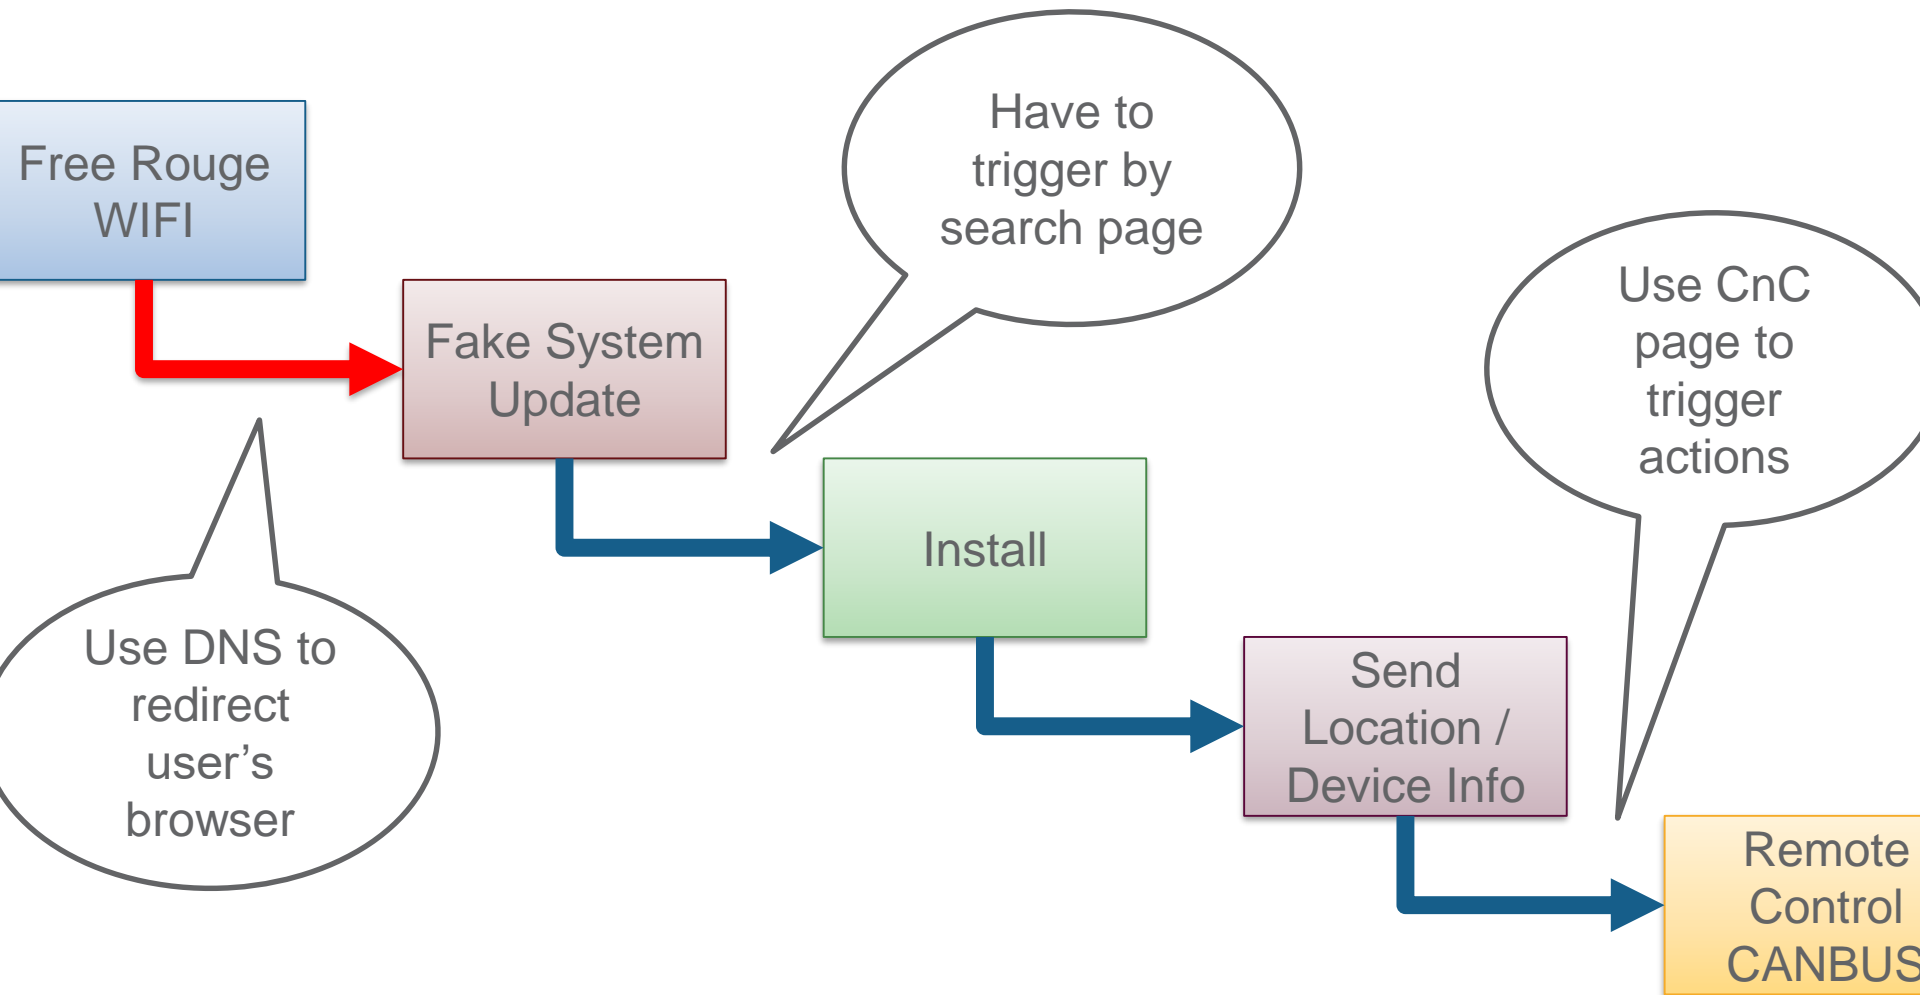 Free Rouge
WIFI
Have to
trigger by
search page
Fake System
Update
Use CnC
page to
trigger
actions
Install
Use DNS to
redirect
user’s
browser
Send
Location /
Device Info
Remote
Control
CANBUS